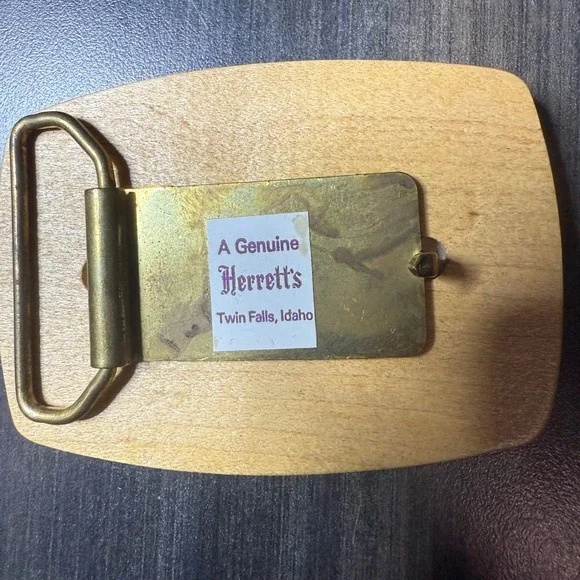 A Genuine
Herrett's
Twin Falls, Idaho